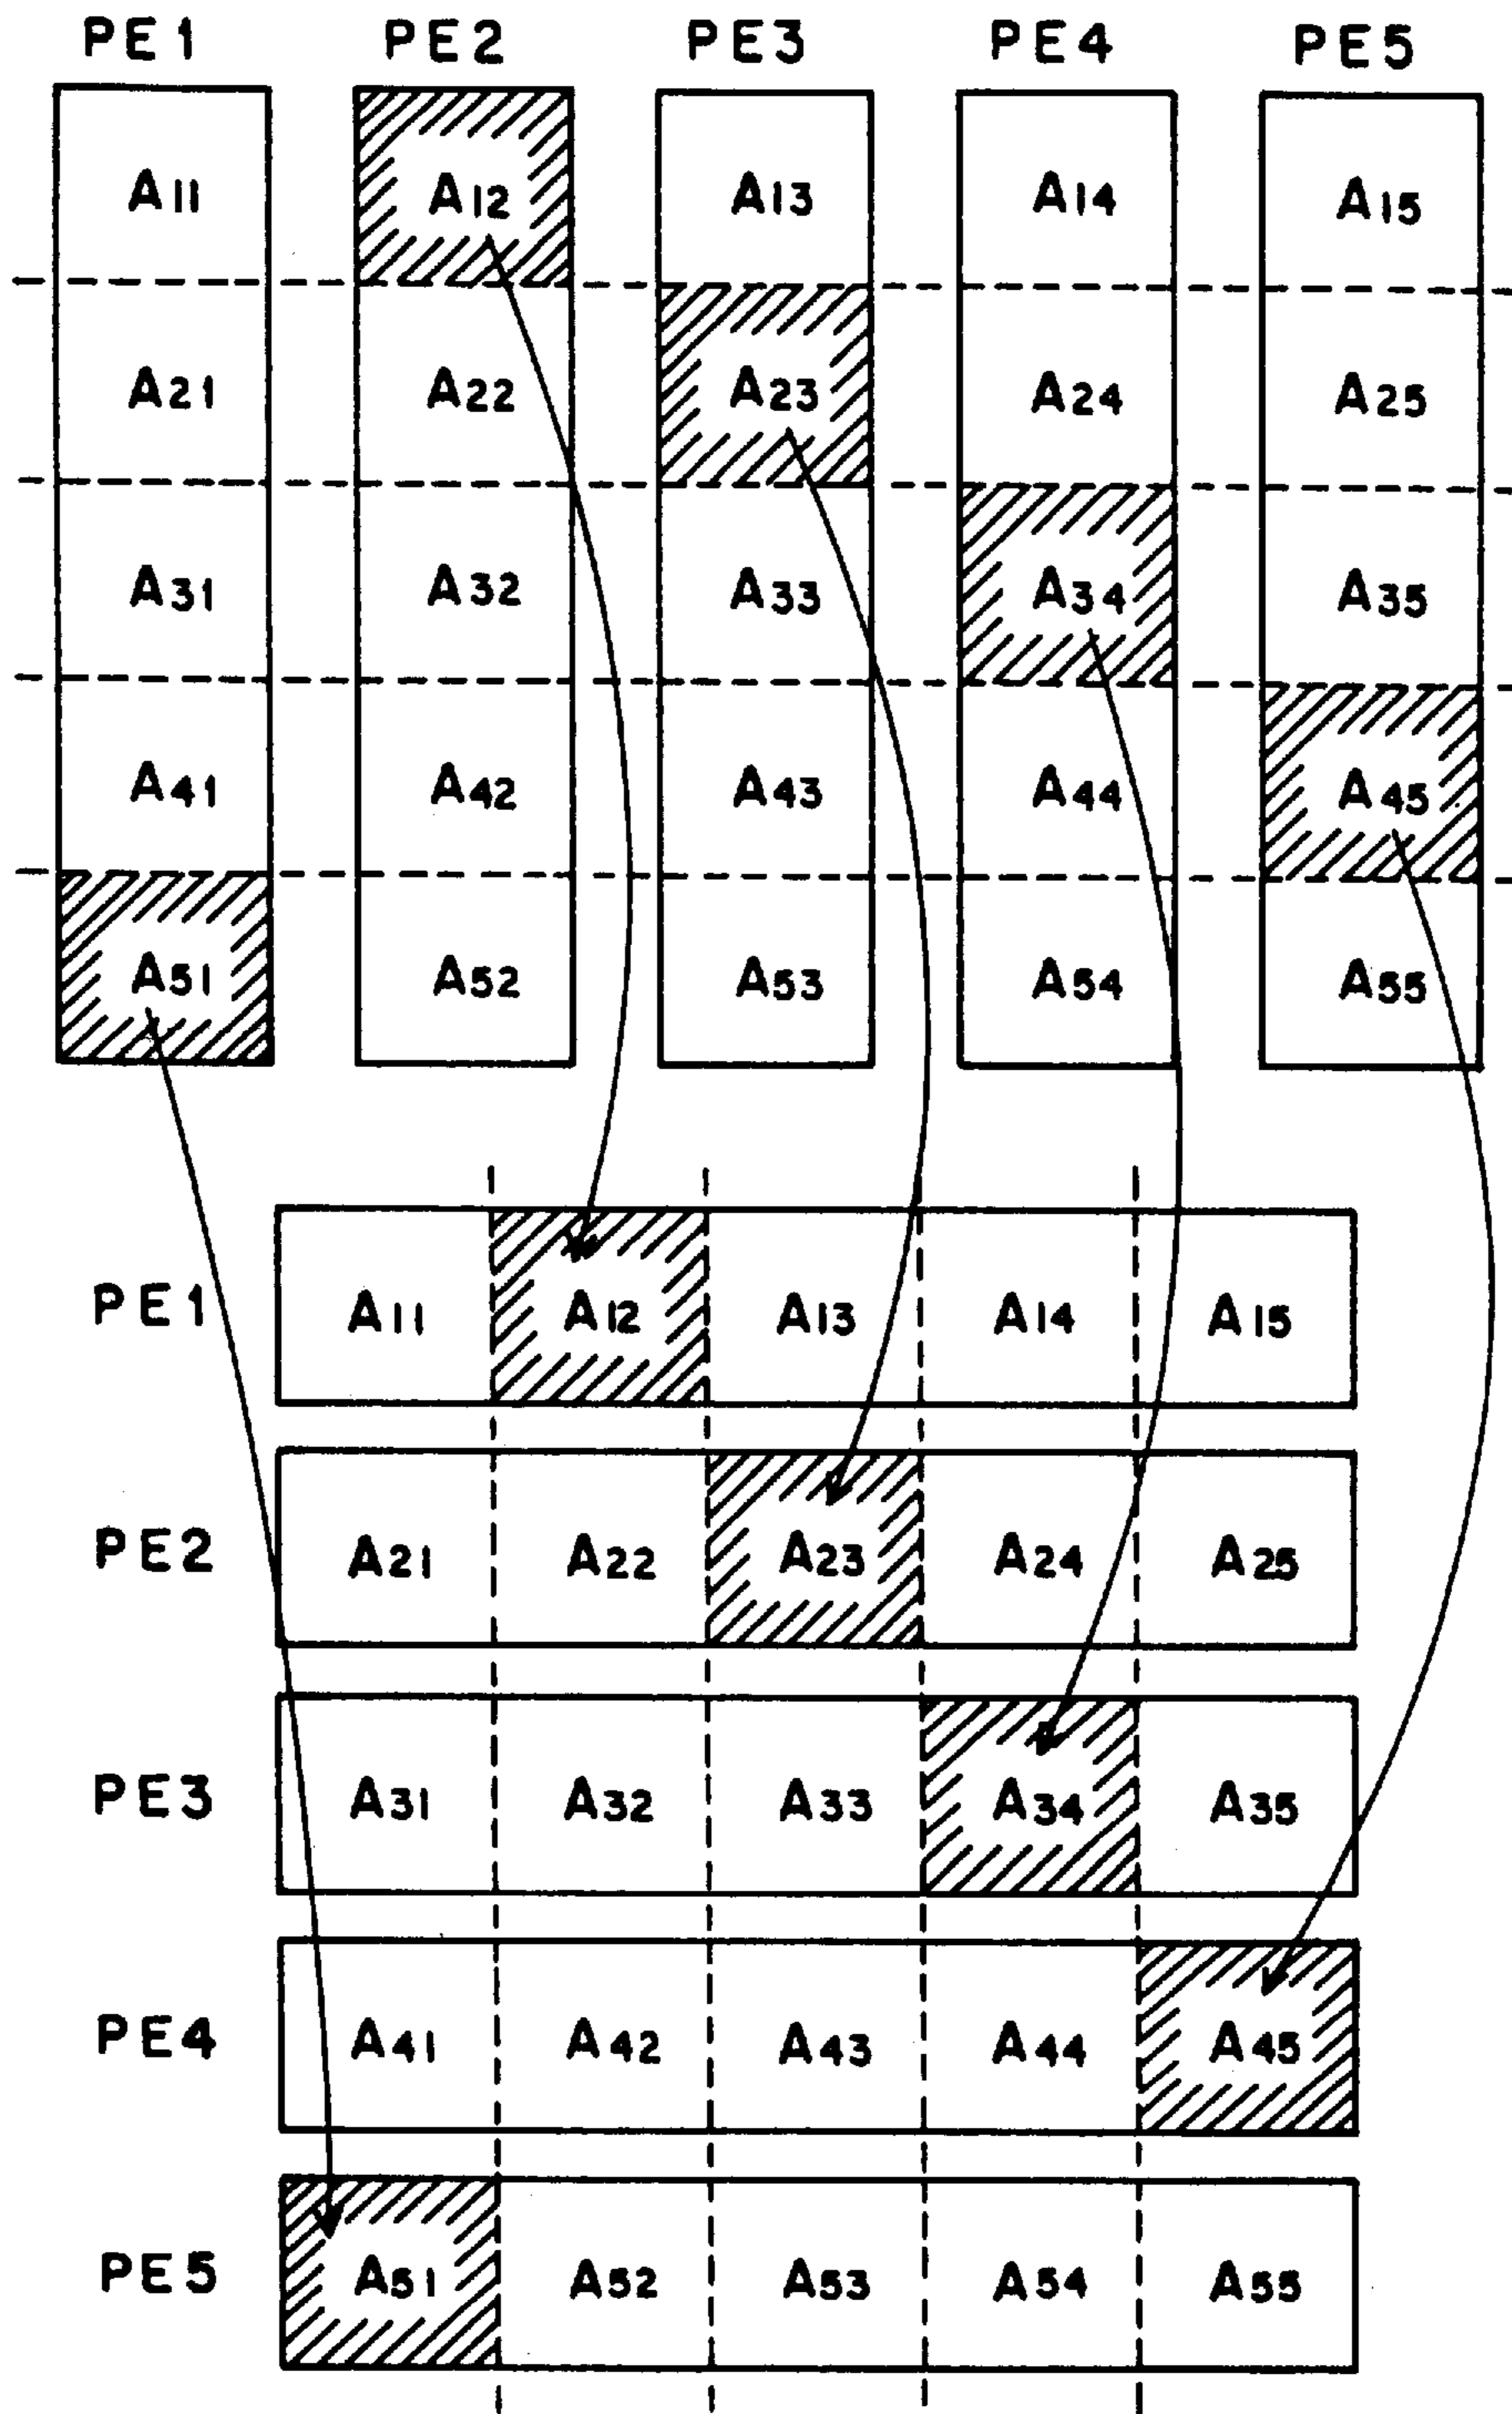 PE1 PE2 PE3 PE4 PE5
A11 A12 A13 A14 A15
A21 A22 A23 A24 A25
A31 A32 A33 A34 A35
A41 A42 A43 A44 A45
A51 A52 A53 A54 A55
PE1 A11 A12 A13 A14 A15
PE2 A21 A22 A23 A24 A25
PE3 A31 A32 A33 A34 A35
PE4 A41 A42 A43 A44 A45
PE5 A51 A52 A53 A54 A55